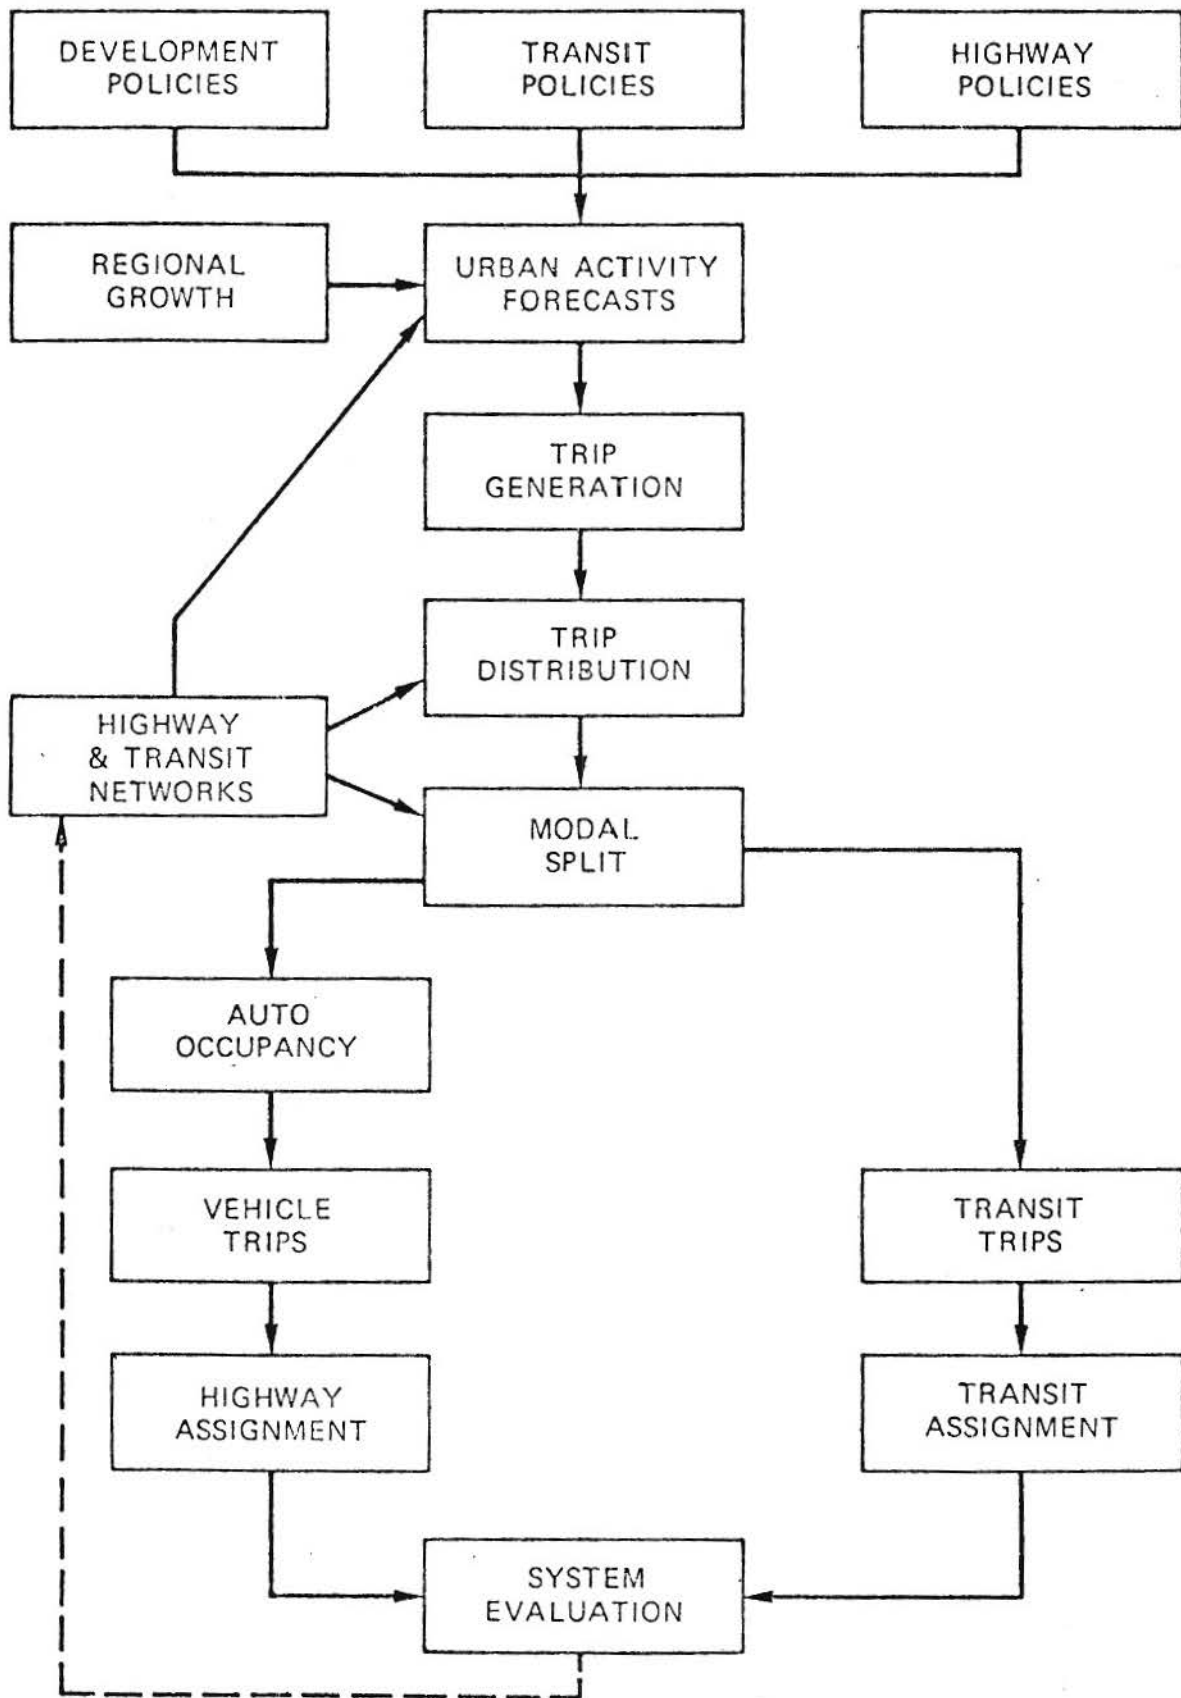 DEVELOPMENT
POLICIES
TRANSIT
POLICIES
HIGHWAY
POLICIES
REGIONAL
GROWTH
URBAN ACTIVITY
FORECASTS
TRIP
GENERATION
TRIP
DISTRIBUTION
HIGHWAY
& TRANSIT
NETWORKS
MODAL
SPLIT
AUTO
OCCUPANCY
VEHICLE
TRIPS
TRANSIT
TRIPS
HIGHWAY
ASSIGNMENT
TRANSIT
ASSIGNMENT
SYSTEM
EVALUATION